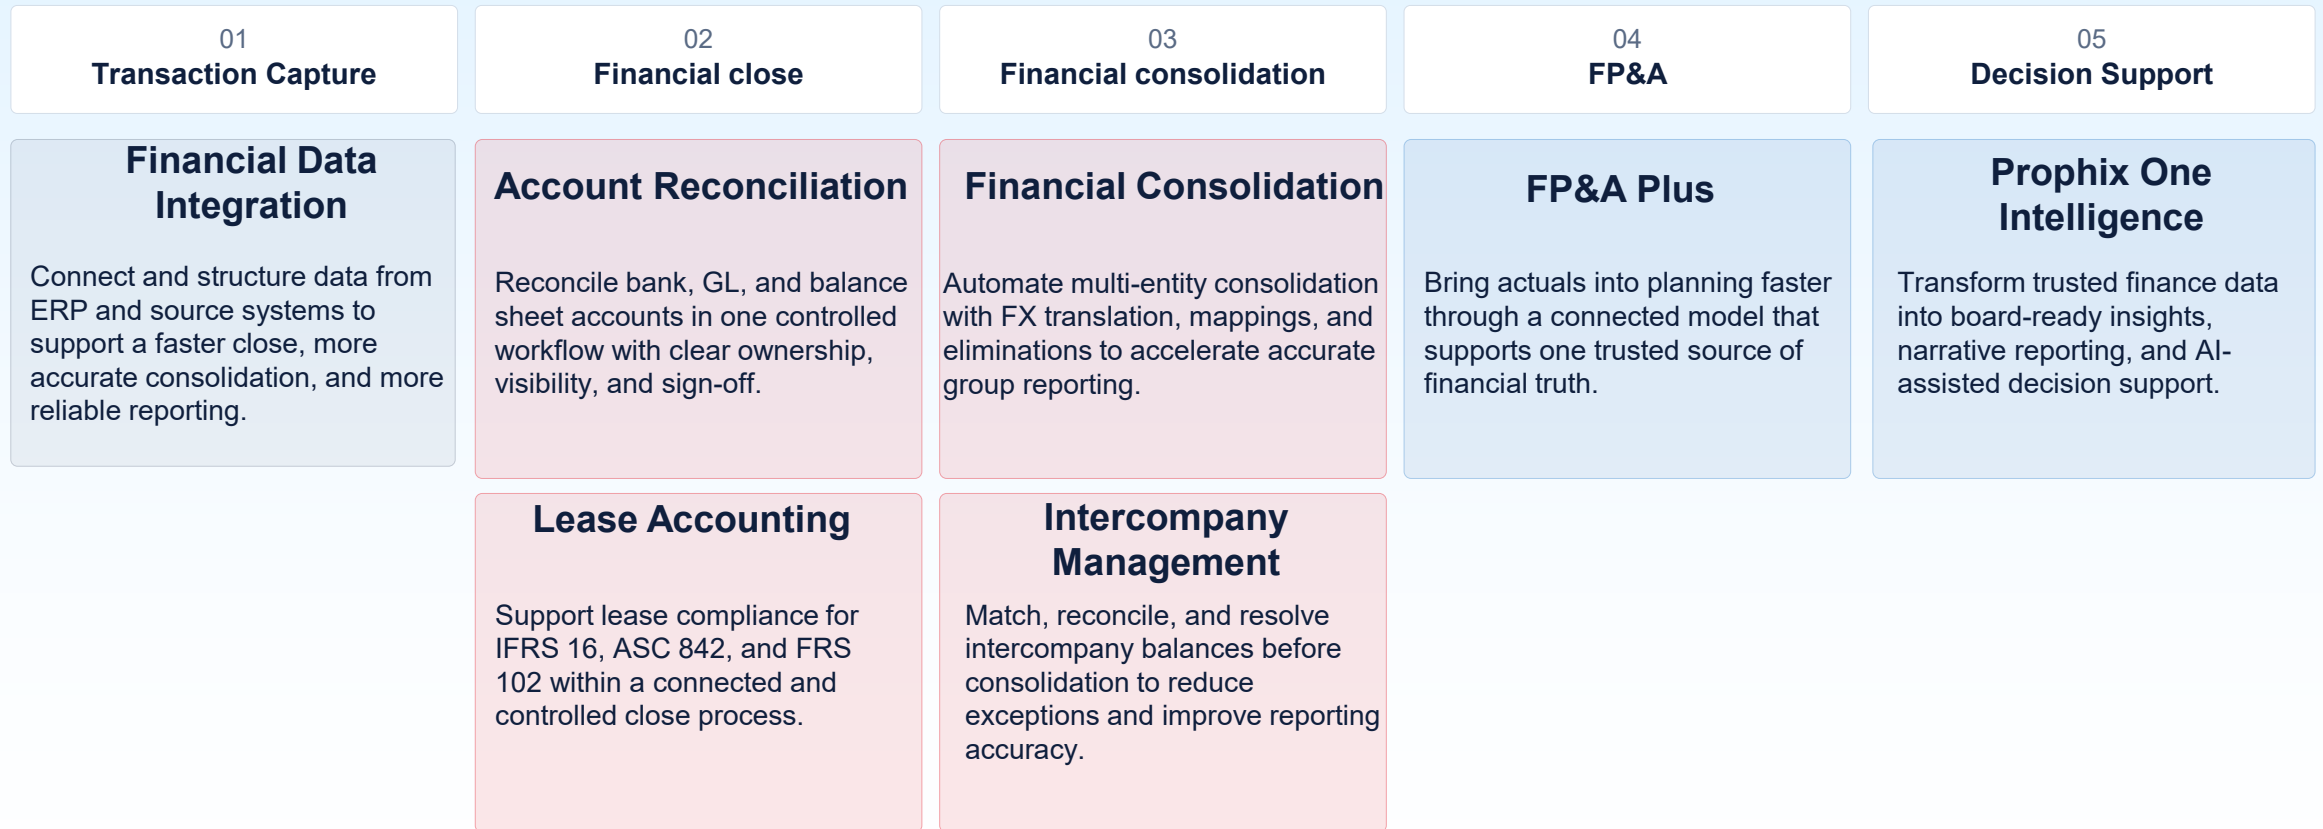 01
Transaction Capture
02
Financial close
03
Financial consolidation
04
FP&A
05
Decision Support
Financial Data
Integration
Connect and structure data from
ERP and source systems to
support a faster close, more
accurate consolidation, and more
reliable reporting.
Account Reconciliation
Reconcile bank, GL, and balance
sheet accounts in one controlled
workflow with clear ownership,
visibility, and sign-off.
Financial Consolidation
Automate multi-entity consolidation
with FX translation, mappings, and
eliminations to accelerate accurate
group reporting.
FP&A Plus
Bring actuals into planning faster
through a connected model that
supports one trusted source of
financial truth.
Prophix One
Intelligence
Transform trusted finance data
into board-ready insights,
narrative reporting, and AI-
assisted decision support.
Lease Accounting
Support lease compliance for
IFRS 16, ASC 842, and FRS
102 within a connected and
controlled close process.
Intercompany
Management
Match, reconcile, and resolve
intercompany balances before
consolidation to reduce
exceptions and improve reporting
accuracy.